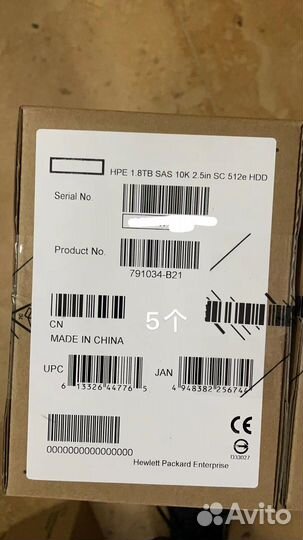 HPE 1.8TB SAS 10K 2.5in SC 512e HDD
Serial No.
Product No.
791034-B21
5个
CN
MADE IN CHINA
UPC
6 13326 44776 5
JAN
4 948382 25674
0000000000000000
D33027
Hewlett Packard Enterprise
Avito